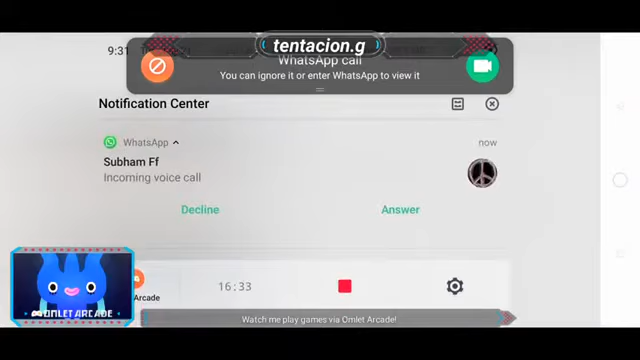 9:31
tentacion.g
WhatsApp call
You can ignore it or enter WhatsApp to view it
Notification Center
WhatsApp
now
Subham Ff
Incoming voice call
Decline
Answer
Arcade
16:33
OMLET ARCADE
Watch me play games via Omlet Arcade!